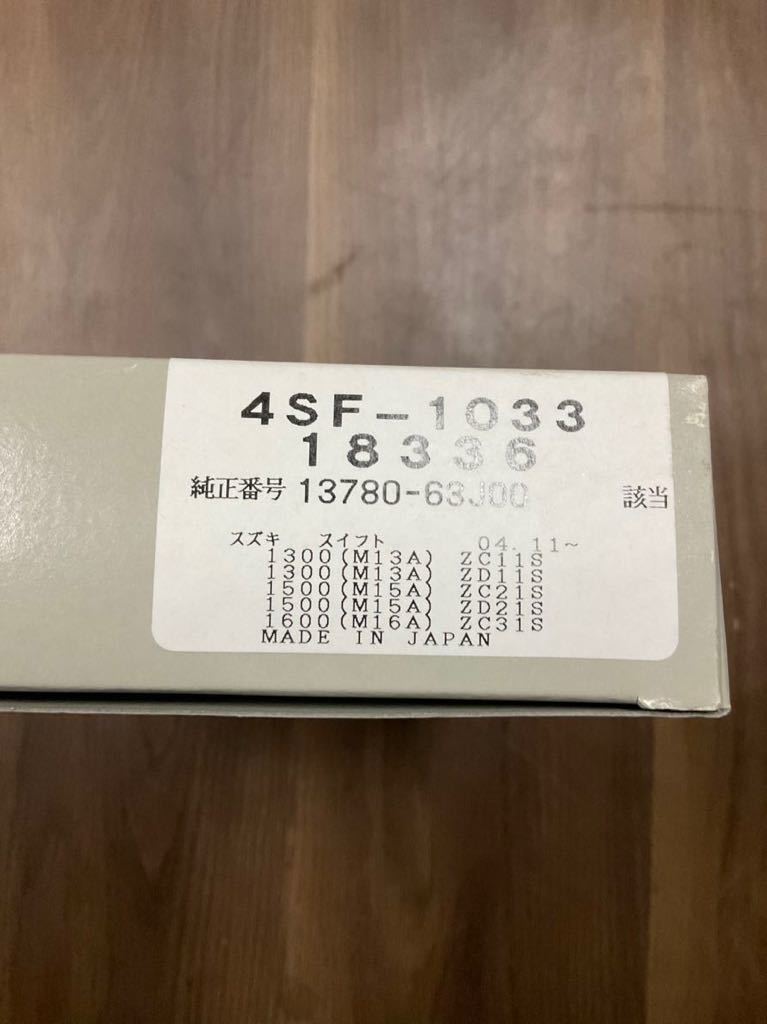 4SF-1033
18336
純正番号 13780-63J00 該当
スズキ スイフト 04.11~
1300(M13A) ZC11S
1300(M13A) ZD11S
1500(M15A) ZC21S
1500(M15A) ZD21S
1600(M16A) ZC31S
MADE IN JAPAN